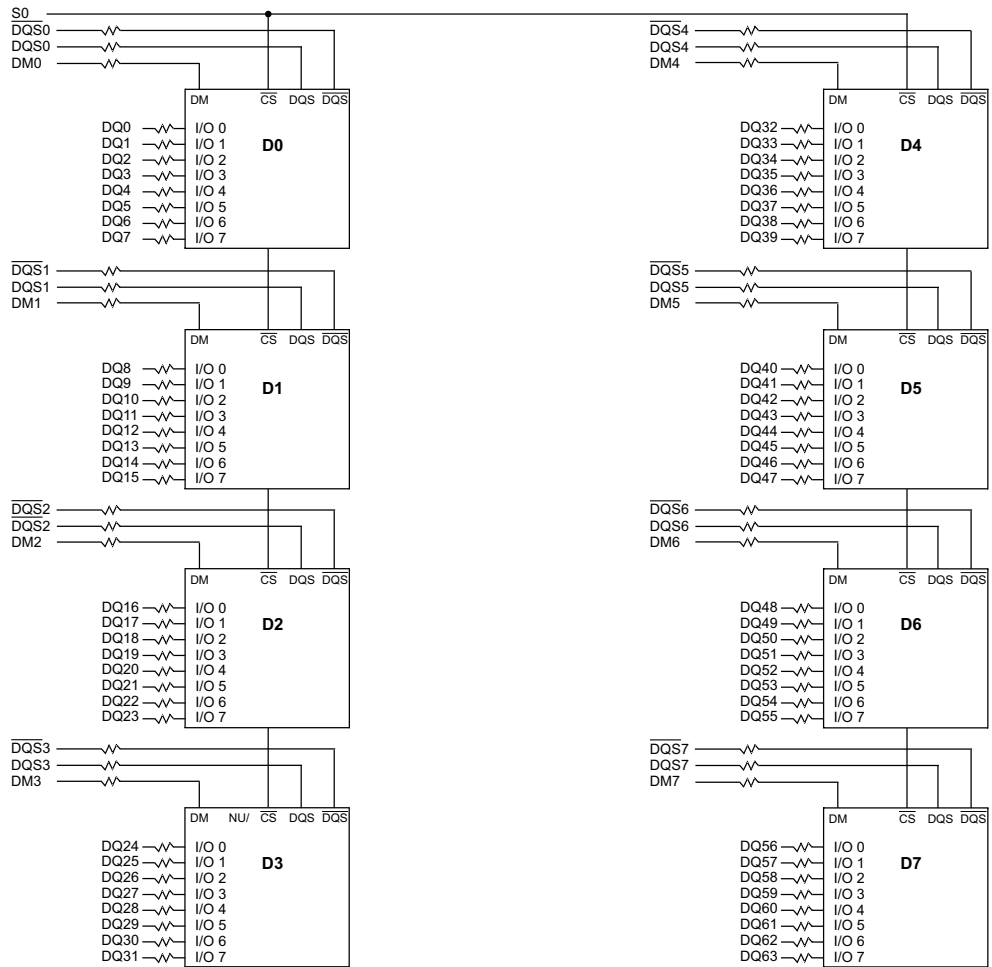 S0
DQS0
DQS0
DM0
DM CS DQS DQS
DQ0 I/O 0
DQ1 I/O 1
DQ2 I/O 2
DQ3 I/O 3
DQ4 I/O 4
DQ5 I/O 5
DQ6 I/O 6
DQ7 I/O 7
D0
DQS1
DQS1
DM1
DM CS DQS DQS
DQ8 I/O 0
DQ9 I/O 1
DQ10 I/O 2
DQ11 I/O 3
DQ12 I/O 4
DQ13 I/O 5
DQ14 I/O 6
DQ15 I/O 7
D1
DQS2
DQS2
DM2
DM CS DQS DQS
DQ16 I/O 0
DQ17 I/O 1
DQ18 I/O 2
DQ19 I/O 3
DQ20 I/O 4
DQ21 I/O 5
DQ22 I/O 6
DQ23 I/O 7
D2
DQS3
DQS3
DM3
DM NU/ CS DQS DQS
DQ24 I/O 0
DQ25 I/O 1
DQ26 I/O 2
DQ27 I/O 3
DQ28 I/O 4
DQ29 I/O 5
DQ30 I/O 6
DQ31 I/O 7
D3
DQS4
DQS4
DM4
DM CS DQS DQS
DQ32 I/O 0
DQ33 I/O 1
DQ34 I/O 2
DQ35 I/O 3
DQ36 I/O 4
DQ37 I/O 5
DQ38 I/O 6
DQ39 I/O 7
D4
DQS5
DQS5
DM5
DM CS DQS DQS
DQ40 I/O 0
DQ41 I/O 1
DQ42 I/O 2
DQ43 I/O 3
DQ44 I/O 4
DQ45 I/O 5
DQ46 I/O 6
DQ47 I/O 7
D5
DQS6
DQS6
DM6
DM CS DQS DQS
DQ48 I/O 0
DQ49 I/O 1
DQ50 I/O 2
DQ51 I/O 3
DQ52 I/O 4
DQ53 I/O 5
DQ54 I/O 6
DQ55 I/O 7
D6
DQS7
DQS7
DM7
DM CS DQS DQS
DQ56 I/O 0
DQ57 I/O 1
DQ58 I/O 2
DQ59 I/O 3
DQ60 I/O 4
DQ61 I/O 5
DQ62 I/O 6
DQ63 I/O 7
D7